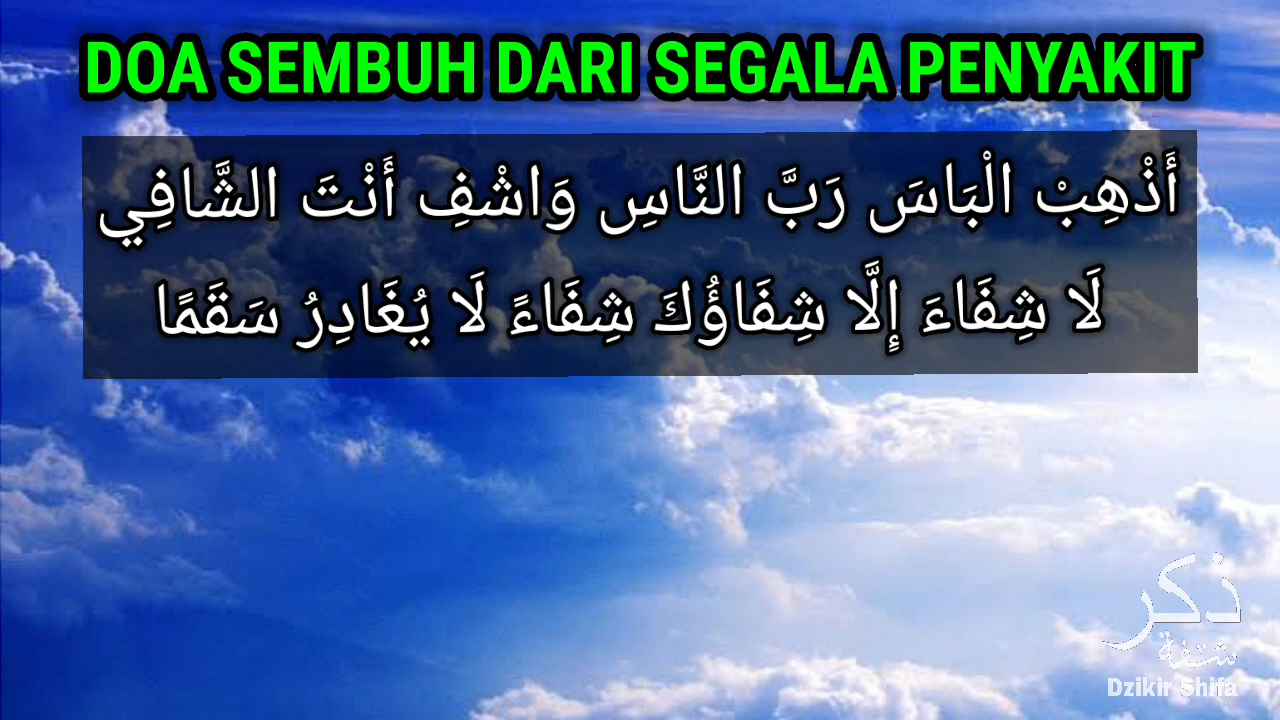 DOA SEMBUH DARI SEGALA PENYAKIT
أَذْهِبْ الْبَاسَ رَبَّ النَّاسِ وَاشْفِ أَنْتَ الشَّافِي
لَا شِفَاءَ إِلَّا شِفَاؤُكَ شِفَاءً لَا يُغَادِرُ سَقَمًا
ذكر
Dzikir Shifa